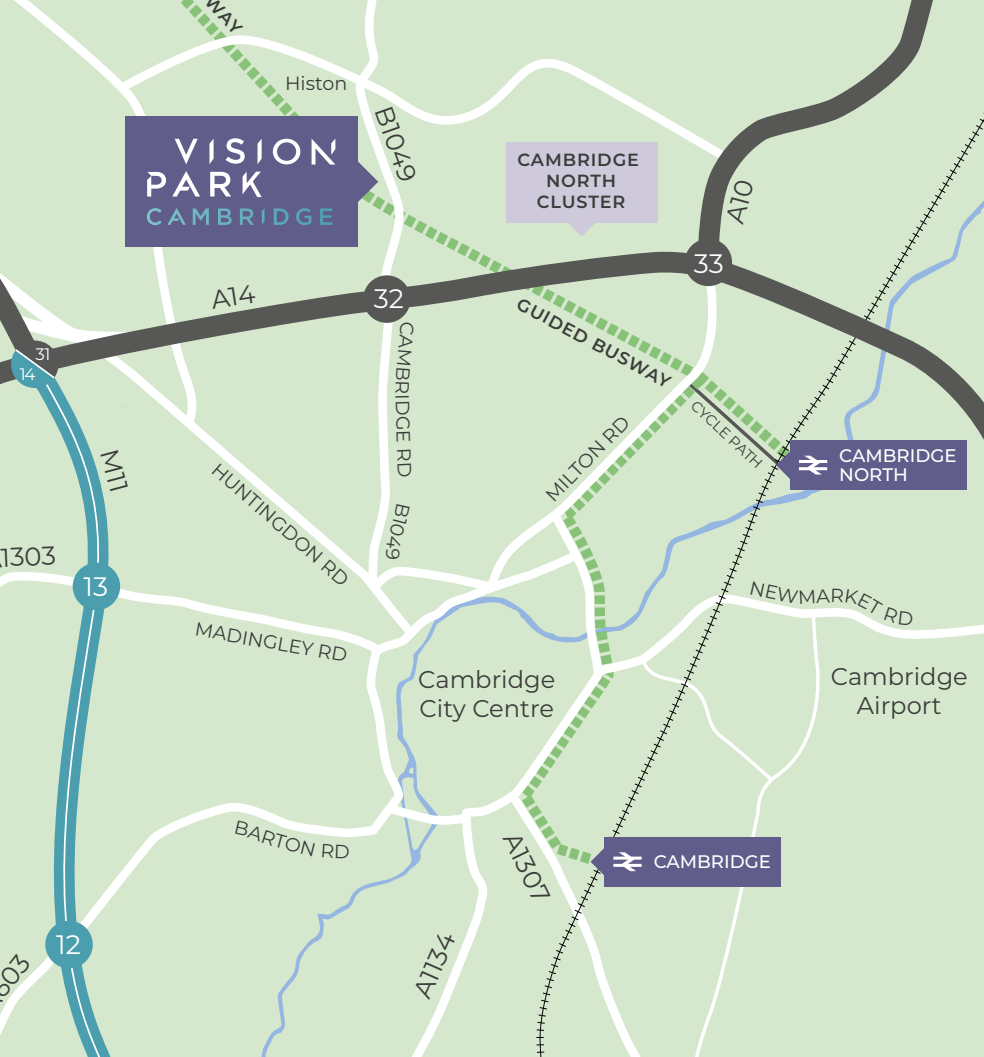 WAY
Histon
B1049
VISION
PARK
CAMBRIDGE
CAMBRIDGE
NORTH
CLUSTER
A10
33
A14
32
GUIDED BUSWAY
31
14
CAMBRIDGE RD
CYCLE PATH
MILTON RD
CAMBRIDGE
NORTH
M11
HUNTINGDON RD
B1049
A1303
13
NEWMARKET RD
MADINGLEY RD
Cambridge
City Centre
Cambridge
Airport
BARTON RD
A1307
CAMBRIDGE
12
A1134
603